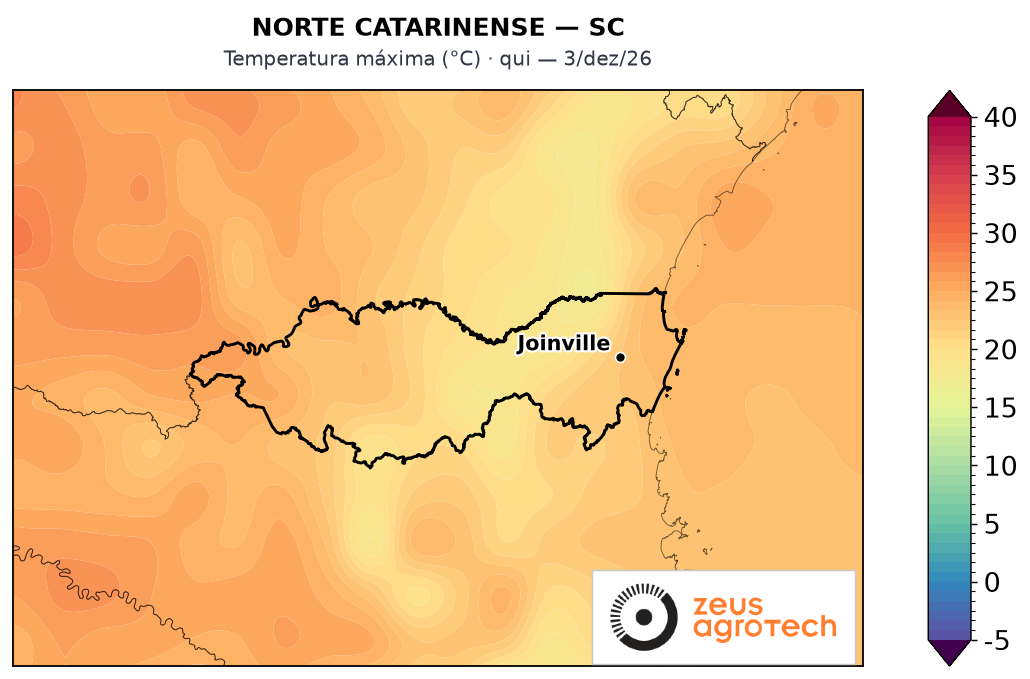 NORTE CATARINENSE — SC
Temperatura máxima (°C) · qui — 3/dez/26
Joinville
40
35
30
25
20
15
10
5
0
-5
zeus
agrotech